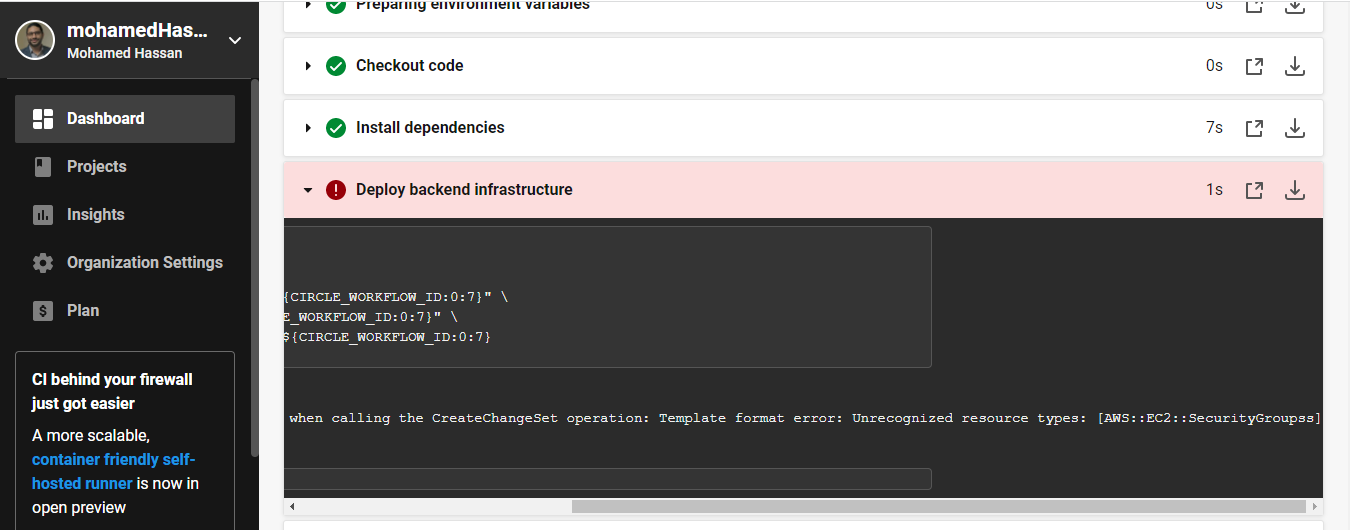 mohamedHas...
Mohamed Hassan
Dashboard
Projects
Insights
Organization Settings
Plan
CI behind your firewall
just got easier
A more scalable,
container friendly self-
hosted runner is now in
open preview
Preparing environment variables 0s
Checkout code 0s
Install dependencies 7s
Deploy backend infrastructure 1s
{CIRCLE_WORKFLOW_ID:0:7}" \
E_WORKFLOW_ID:0:7}" \
${CIRCLE_WORKFLOW_ID:0:7}
when calling the CreateChangeSet operation: Template format error: Unrecognized resource types: [AWS::EC2::SecurityGroupss]